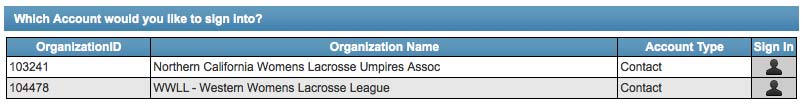 Which Account would you like to sign into?
OrganizationID Organization Name Account Type Sign In
103241 Northern California Womens Lacrosse Umpires Assoc Contact
104478 WWLL - Western Womens Lacrosse League Contact